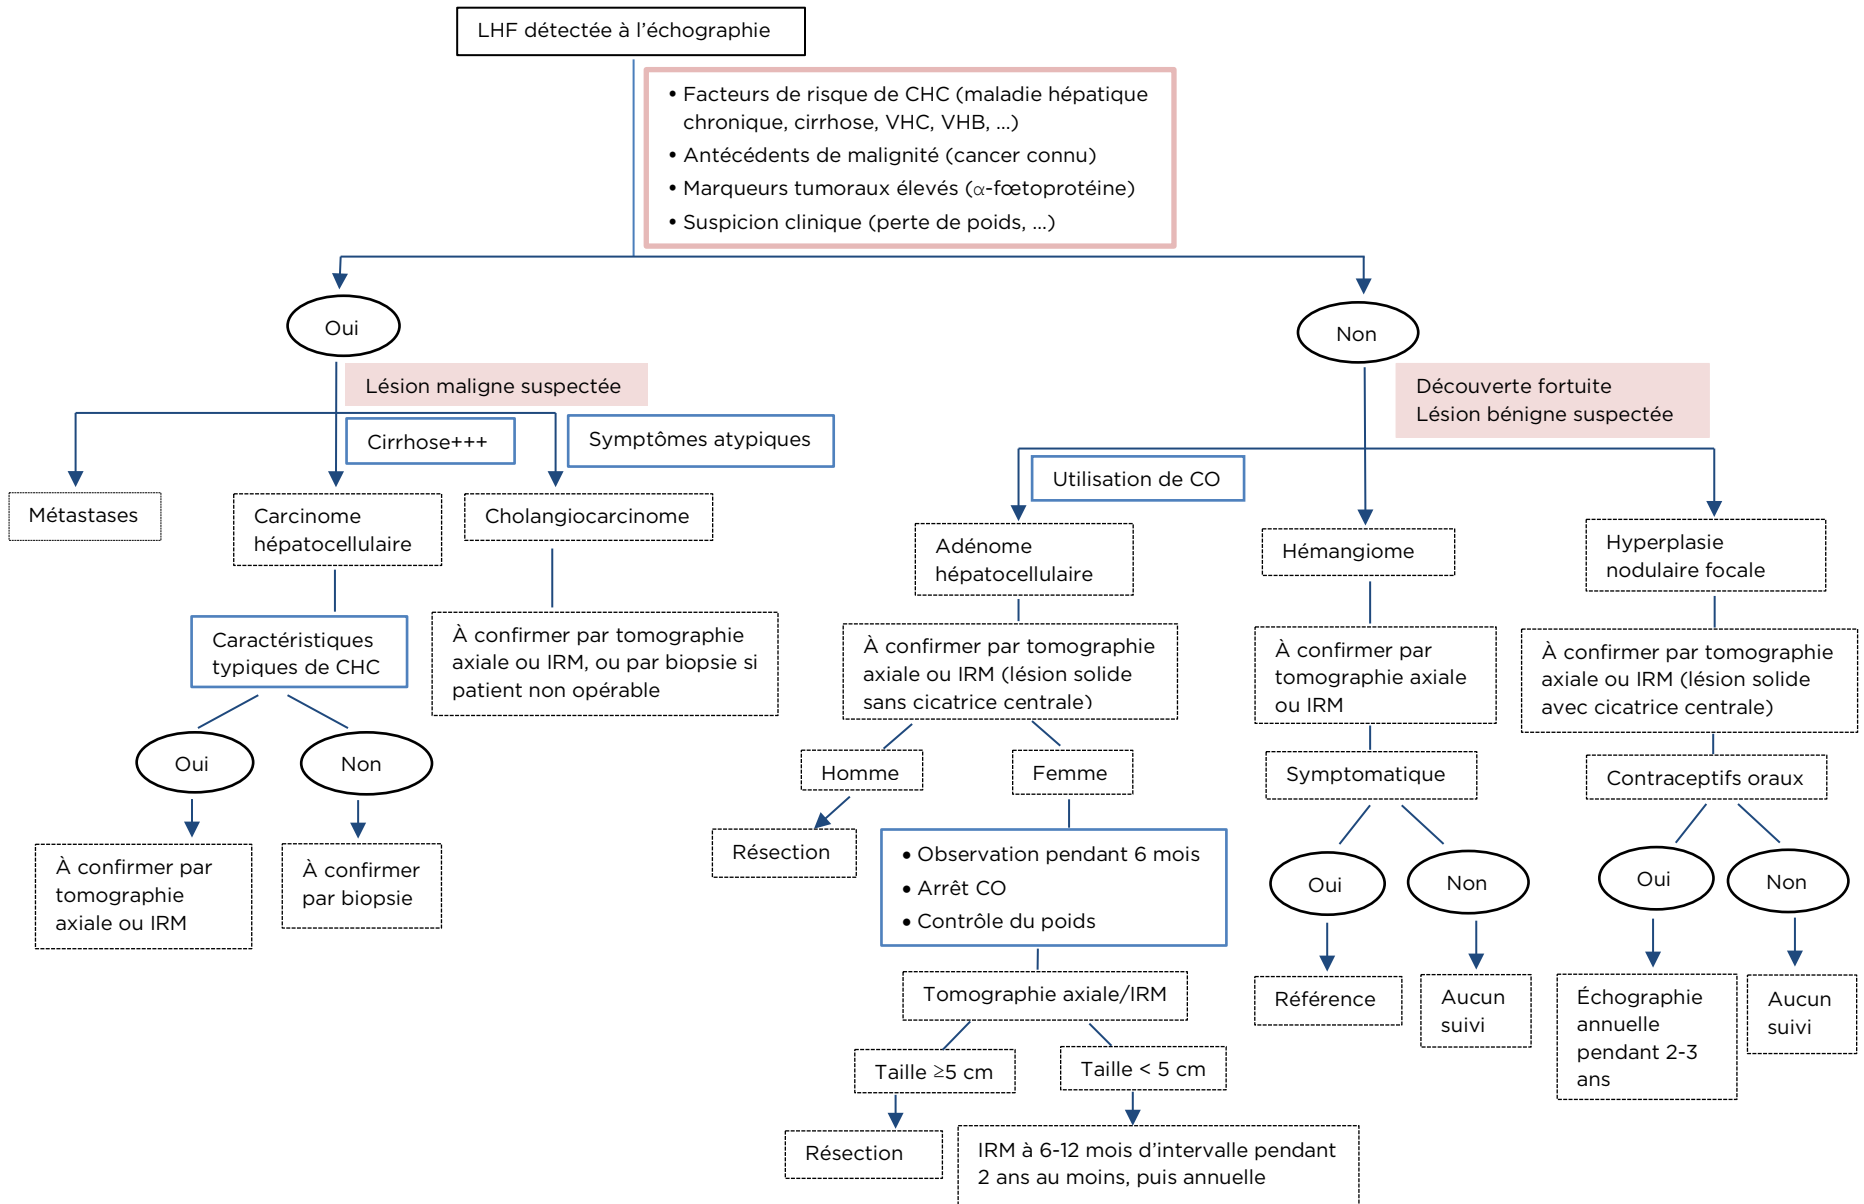 LHF détectée à l’échographie
• Facteurs de risque de CHC (maladie hépatique
chronique, cirrhose, VHC, VHB, ...)
• Antécédents de malignité (cancer connu)
• Marqueurs tumoraux élevés (α-fœtoprotéine)
• Suspicion clinique (perte de poids, ...)
Oui
Non
Lésion maligne suspectée
Découverte fortuite
Lésion bénigne suspectée
Cirrhose+++
Symptômes atypiques
Utilisation de CO
Métastases
Carcinome
hépatocellulaire
Cholangiocarcinome
Adénome
hépatocellulaire
Hémangiome
Hyperplasie
nodulaire focale
Caractéristiques
typiques de CHC
À confirmer par tomographie
axiale ou IRM, ou par biopsie si
patient non opérable
À confirmer par tomographie
axiale ou IRM (lésion solide
sans cicatrice centrale)
À confirmer par
tomographie axiale
ou IRM
À confirmer par tomographie
axiale ou IRM (lésion solide
avec cicatrice centrale)
Oui
Non
Homme
Femme
Symptomatique
Contraceptifs oraux
À confirmer par
tomographie
axiale ou IRM
À confirmer
par biopsie
Résection
• Observation pendant 6 mois
• Arrêt CO
• Contrôle du poids
Oui
Non
Oui
Non
Tomographie axiale/IRM
Référence
Aucun
suivi
Échographie
annuelle
pendant 2-3
ans
Aucun
suivi
Taille ≥5 cm
Taille < 5 cm
Résection
IRM à 6-12 mois d’intervalle pendant
2 ans au moins, puis annuelle